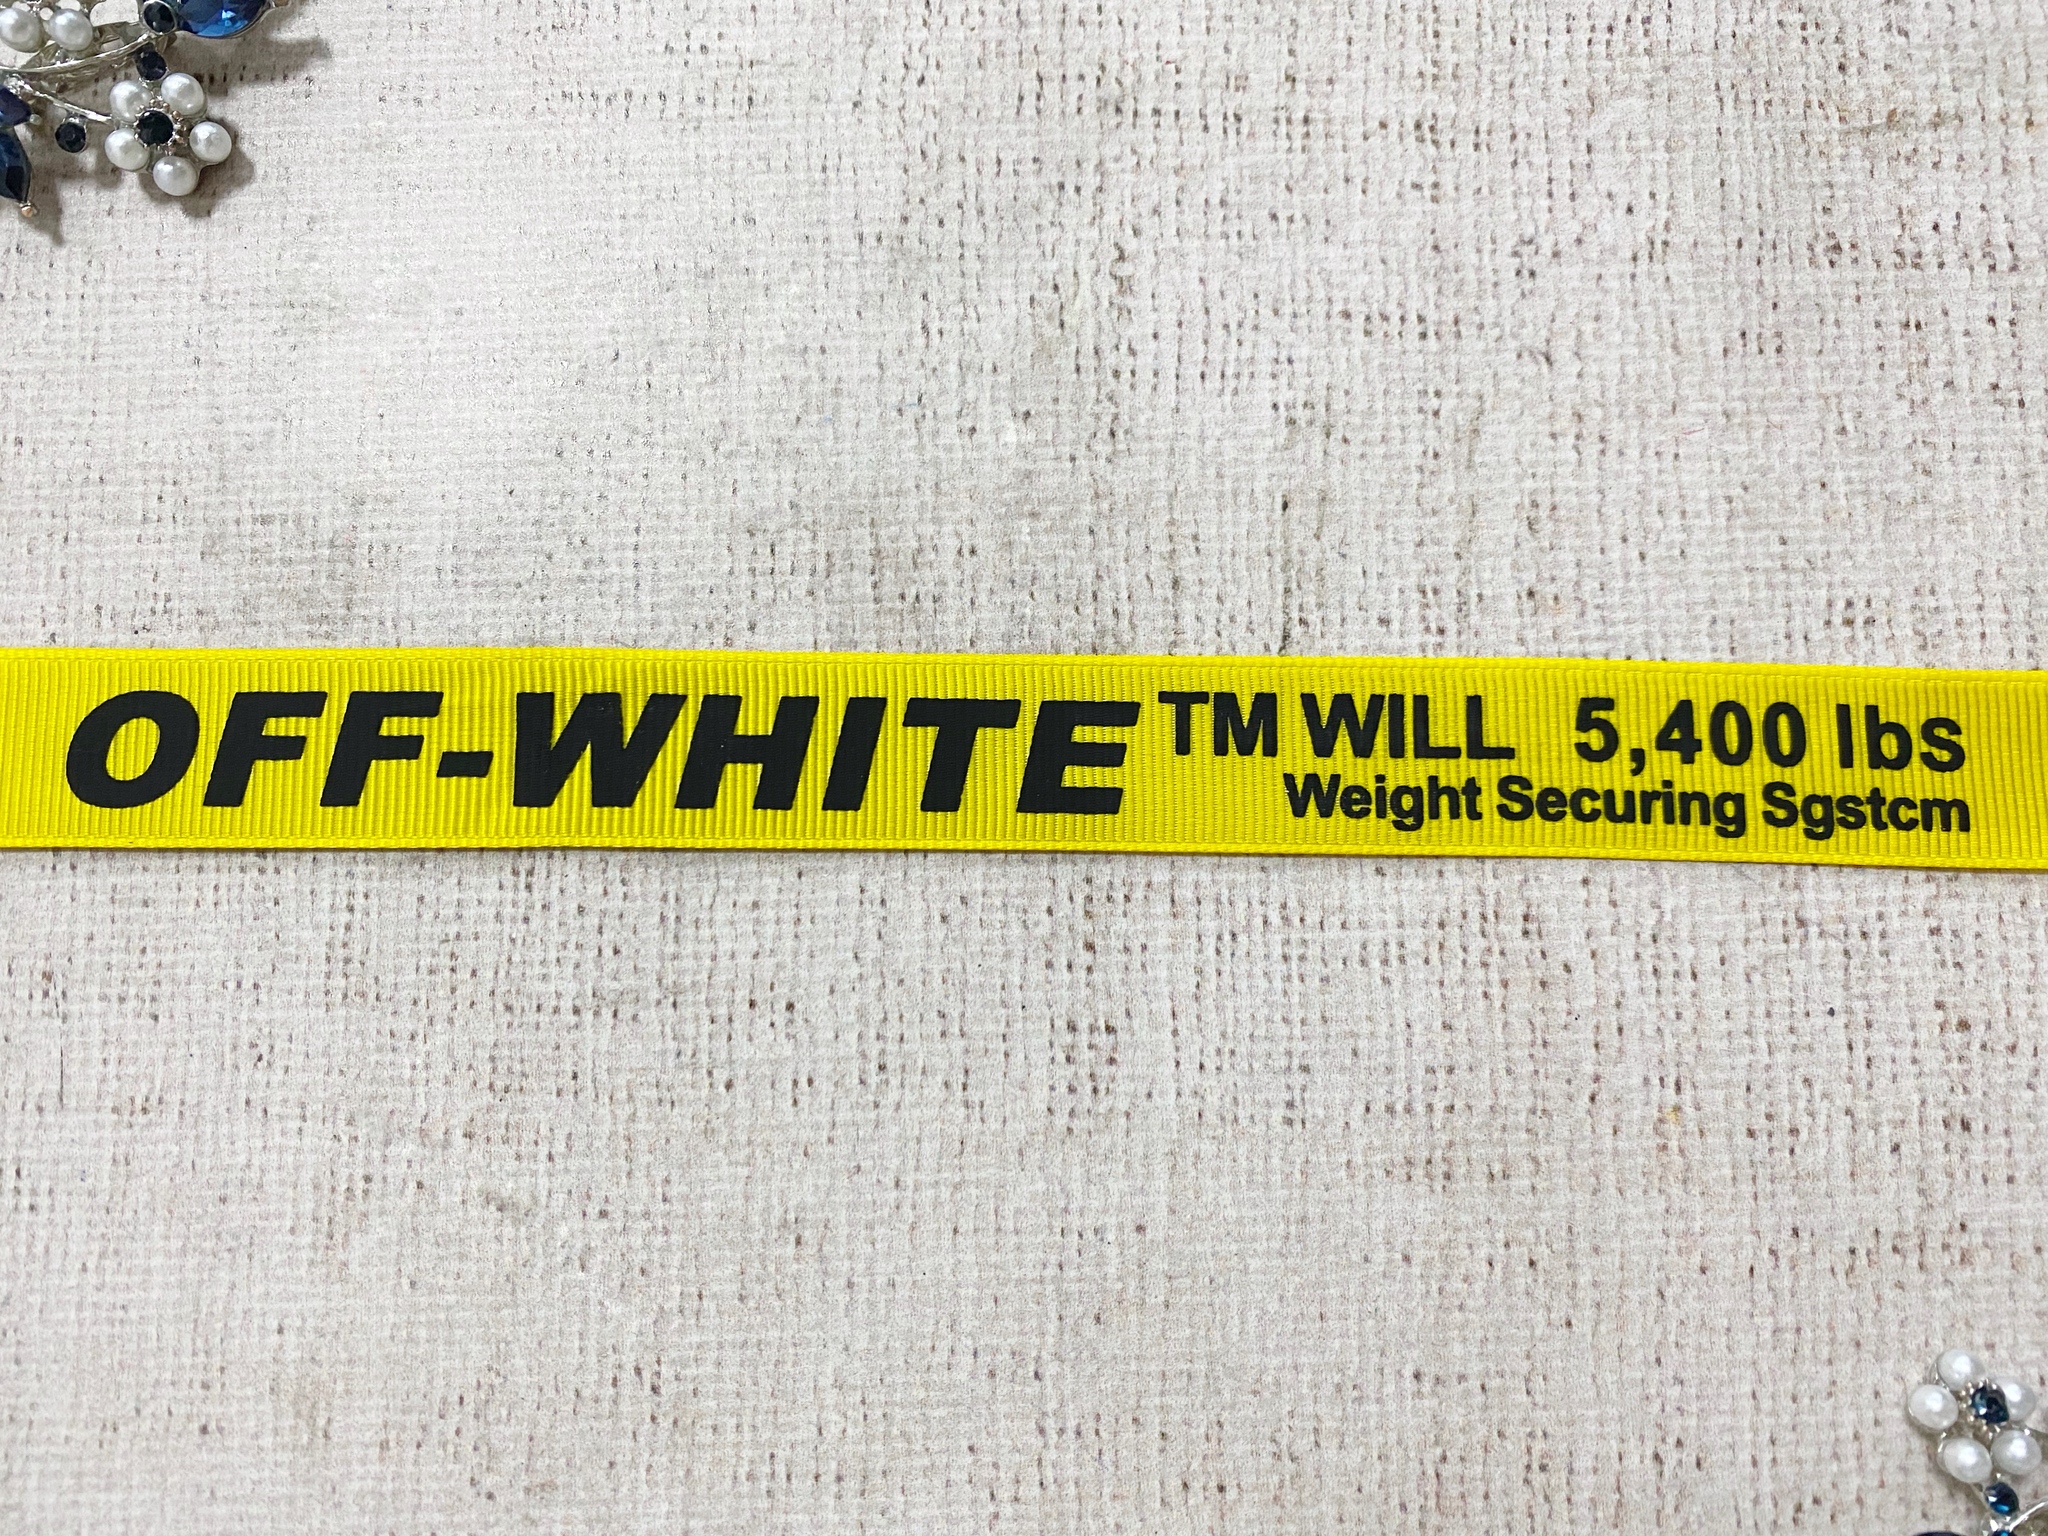 OFF-WHITE™ WILL 5,400 lbs
Weight Securing Sgstcm